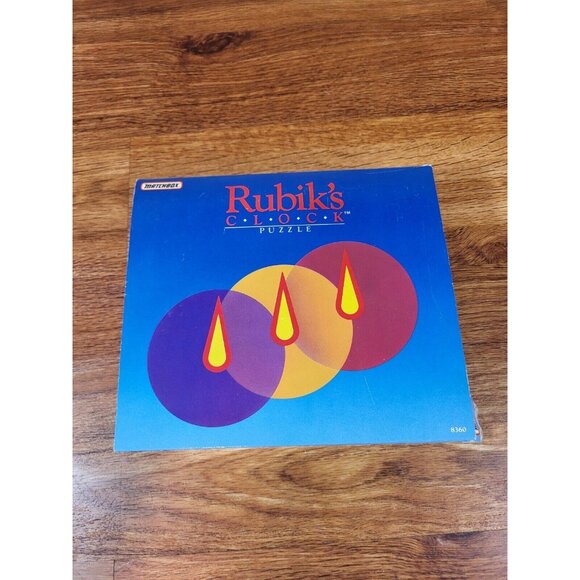 MATCHBOX
Rubik's
C•L•O•C•K™
PUZZLE
8360